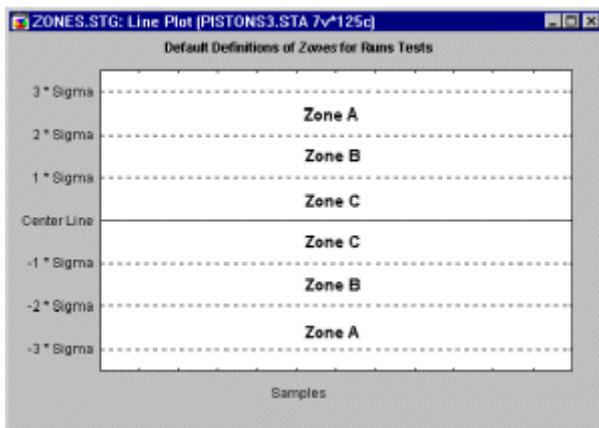 ZONES.STG: Line Plot (PISTONS3.STA 7v*125c)
Default Definitions of Zones for Runs Tests
3 * Sigma
Zone A
2 * Sigma
Zone B
1 * Sigma
Zone C
Center Line
Zone C
-1 * Sigma
Zone B
-2 * Sigma
Zone A
-3 * Sigma
Samples